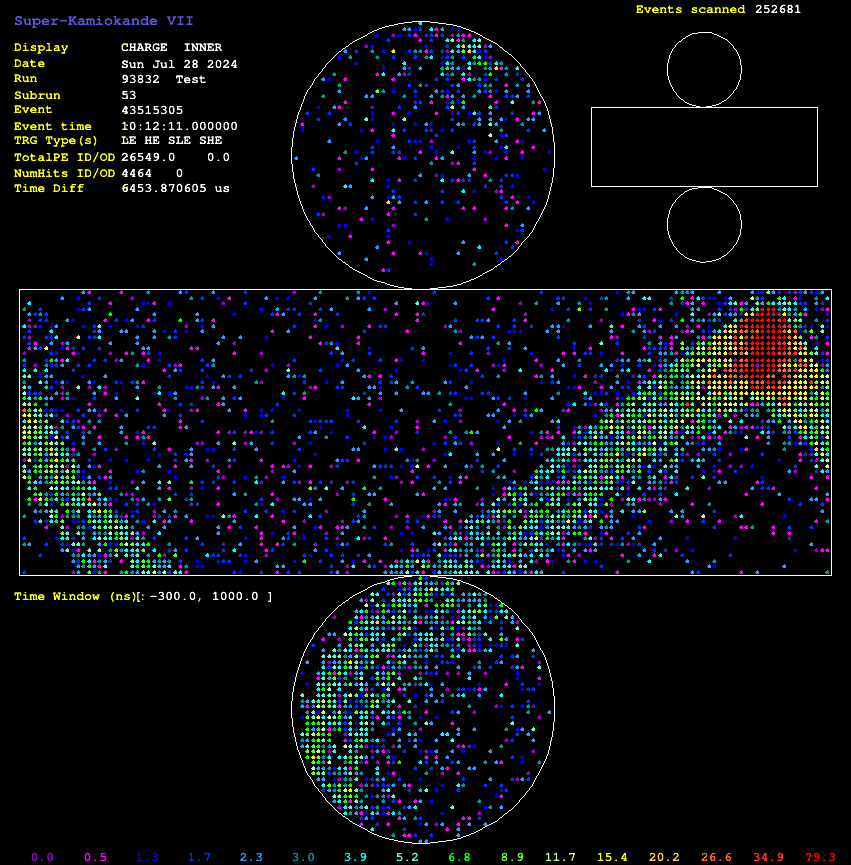 Super-Kamiokande VII
Events scanned 252681
Display CHARGE INNER
Date Sun Jul 28 2024
Run 93832 Test
Subrun 53
Event 43515305
Event time 10:12:11.000000
TRG Type(s) LE HE SLE SHE
TotalPE ID/OD 26549.0 0.0
NumHits ID/OD 4464 0
Time Diff 6453.870605 us
Time Window (ns)[: -300.0, 1000.0 ]
0.0 0.5 1.3 1.7 2.3 3.0 3.9 5.2 6.8 8.9 11.7 15.4 20.2 26.6 34.9 79.3